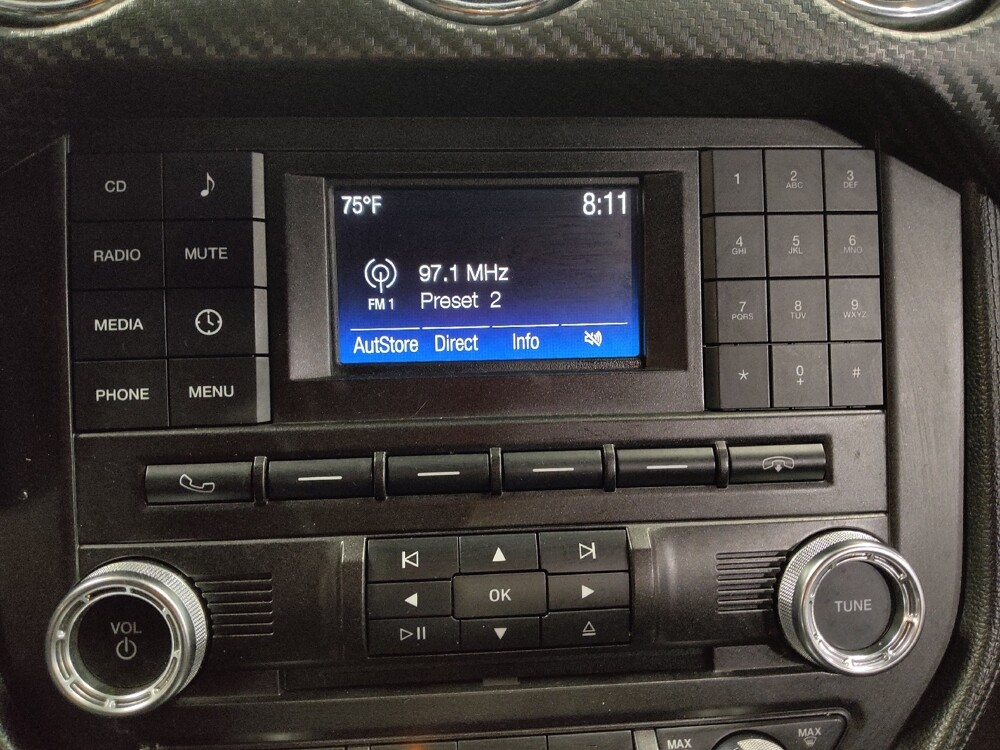 CD
RADIO
MUTE
MEDIA
PHONE
MENU
75°F
8:11
97.1 MHz
FM 1
Preset 2
AutStore
Direct
Info
1
2
ABC
3
DEF
4
GHI
5
JKL
6
MNO
7
PQRS
8
TUV
9
WXYZ
*
0
+
#
OK
VOL
TUNE
MAX
MAX